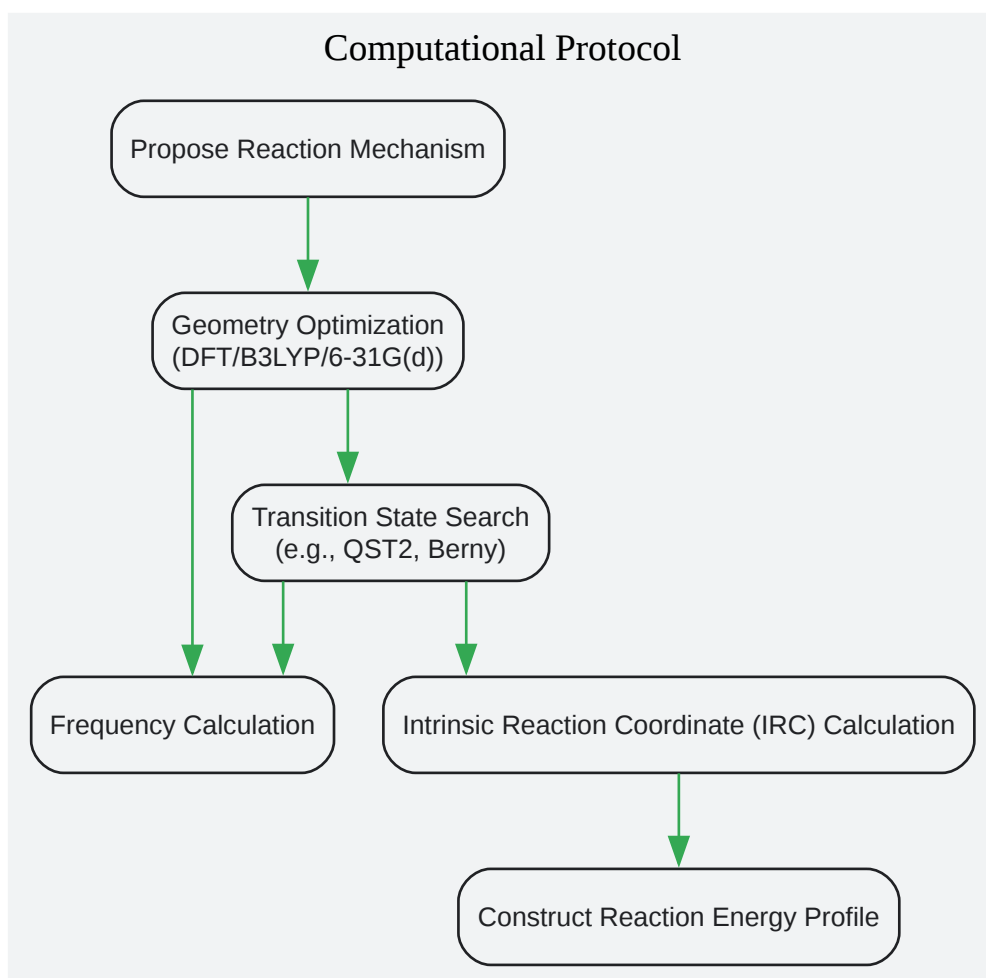 Computational Protocol
Propose Reaction Mechanism
Geometry Optimization
(DFT/B3LYP/6-31G(d))
Transition State Search
(e.g., QST2, Berny)
Frequency Calculation
Intrinsic Reaction Coordinate (IRC) Calculation
Construct Reaction Energy Profile